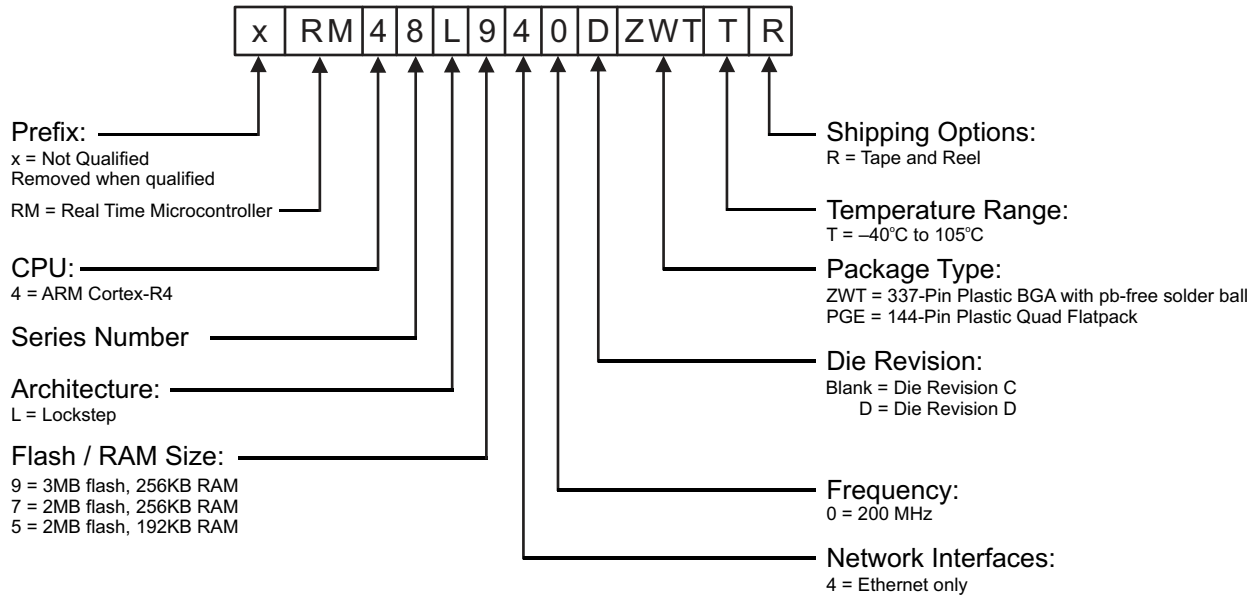 x RM 4 8 L 9 4 0 D ZWT T R
Prefix:
x = Not Qualified
Removed when qualified
RM = Real Time Microcontroller
CPU:
4 = ARM Cortex-R4
Series Number
Architecture:
L = Lockstep
Flash / RAM Size:
9 = 3MB flash, 256KB RAM
7 = 2MB flash, 256KB RAM
5 = 2MB flash, 192KB RAM
Shipping Options:
R = Tape and Reel
Temperature Range:
T = –40°C to 105°C
Package Type:
ZWT = 337-Pin Plastic BGA with pb-free solder ball
PGE = 144-Pin Plastic Quad Flatpack
Die Revision:
Blank = Die Revision C
D = Die Revision D
Frequency:
0 = 200 MHz
Network Interfaces:
4 = Ethernet only